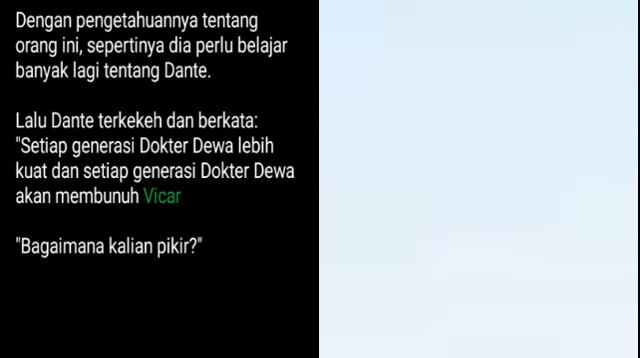 Dengan pengetahuannya tentang
orang ini, sepertinya dia perlu belajar
banyak lagi tentang Dante.
Lalu Dante terkekeh dan berkata:
"Setiap generasi Dokter Dewa lebih
kuat dan setiap generasi Dokter Dewa
akan membunuh Vicar
"Bagaimana kalian pikir?"